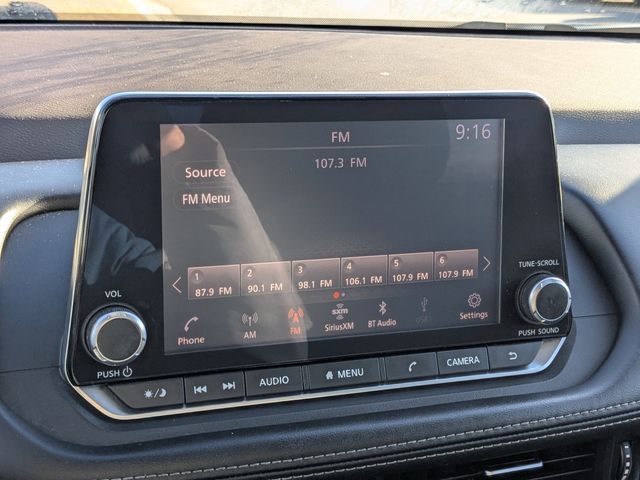 FM
9:16
107.3 FM
Source
FM Menu
1 2 3 4 5 6
87.9 FM 90.1 FM 98.1 FM 106.1 FM 107.9 FM 107.9 FM
Phone AM FM sxm SiriusXM BT Audio USB1 Settings
VOL
PUSH
TUNE·SCROLL
PUSH SOUND
AUDIO MENU CAMERA